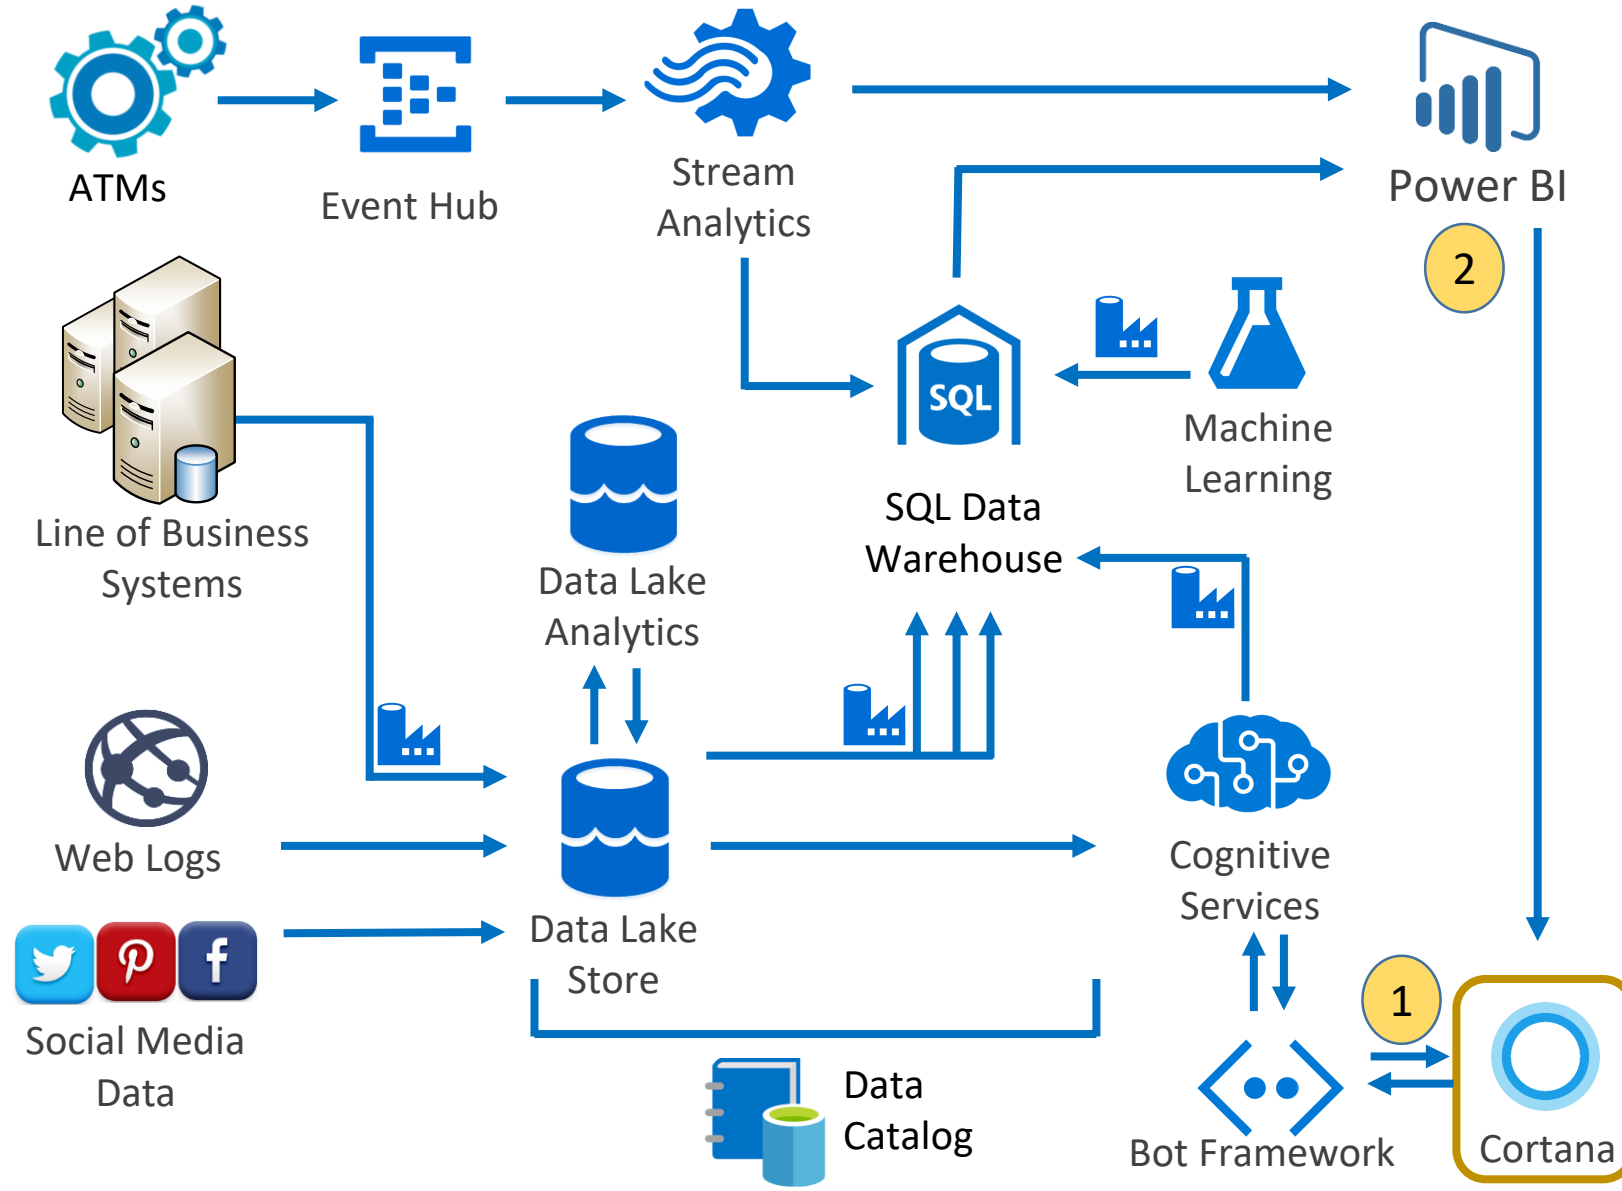 ATMs
Event Hub
Stream
Analytics
Power BI
2
SQL
Machine
Learning
Line of Business
Systems
SQL Data
Warehouse
Data Lake
Analytics
Web Logs
Cognitive
Services
Data Lake
Store
f
1
Social Media
Data
Data
Catalog
Bot Framework
Cortana